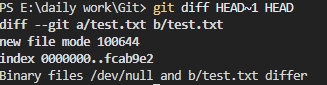 PS E:\daily work\Git> git diff HEAD~1 HEAD
diff --git a/test.txt b/test.txt
new file mode 100644
index 0000000..fcab9e2
Binary files /dev/null and b/test.txt differ